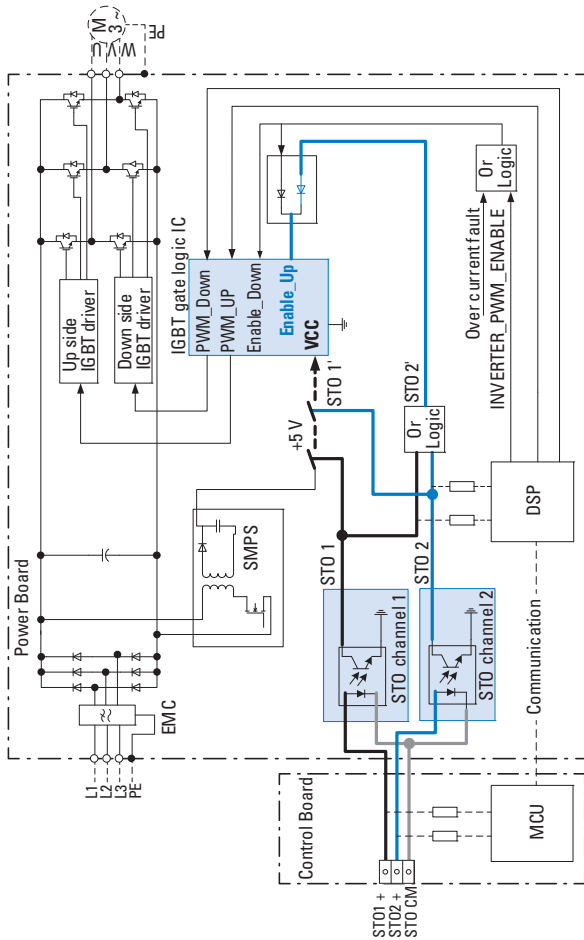 Power Board
L1
L2
L3
PE
EMC
SMPS
Up side
IGBT driver
Down side
IGBT driver
U
V
W
M
3~
PE
IGBT gate logic IC
PWM_Down
PWM_UP
Enable_Down
Enable_Up
VCC
+5 V
STO 1'
STO 2'
STO 1
STO 2
Or
Logic
Or
Logic
Over current fault
INVERTER_PWM_ENABLE
STO channel 1
STO channel 2
DSP
Communication
Control Board
STO1 +
STO2 +
STO CM
MCU